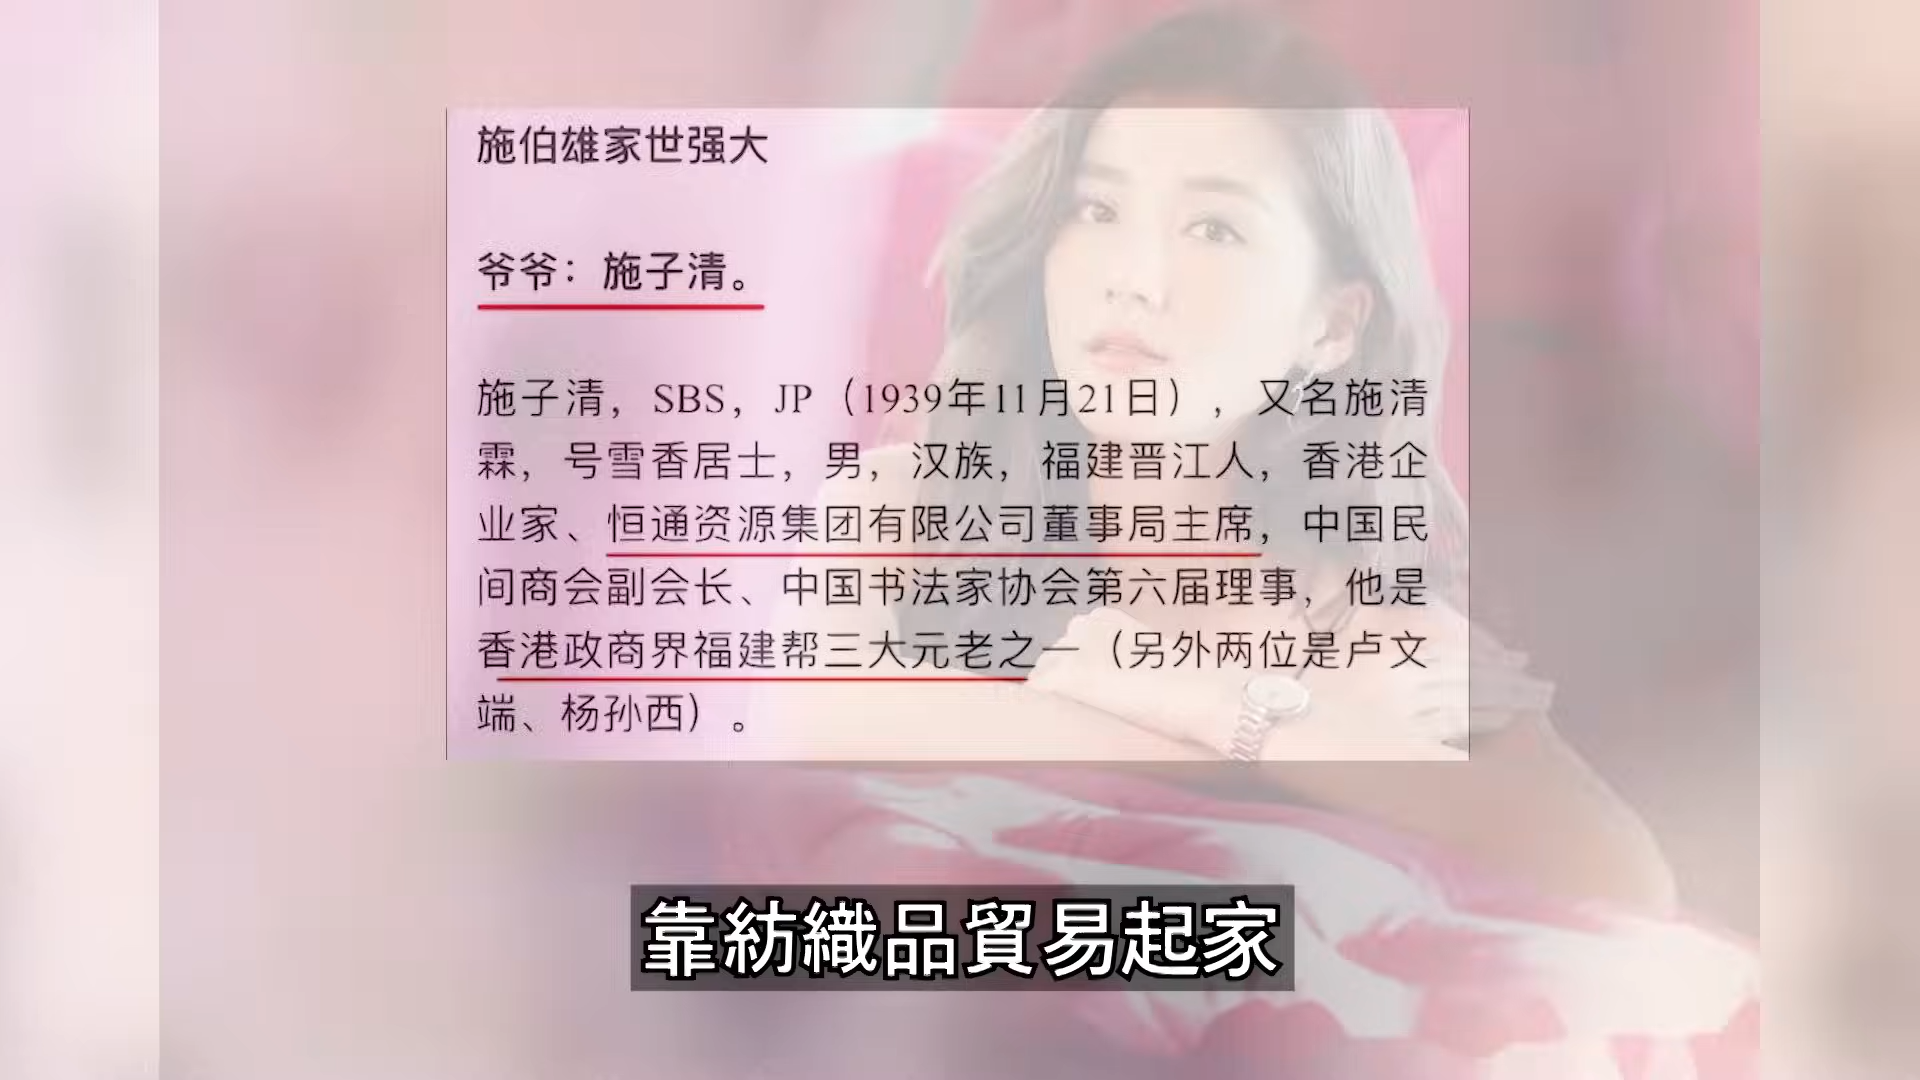 施伯雄家世强大
爷爷：施子清。
施子清，SBS，JP（1939年11月21日），又名施清
霖，号雪香居士，男，汉族，福建晋江人，香港企
业家、恒通资源集团有限公司董事局主席，中国民
间商会副会长、中国书法家协会第六届理事，他是
香港政商界福建帮三大元老之一（另外两位是卢文
端、杨孙西）。
靠紡織品貿易起家